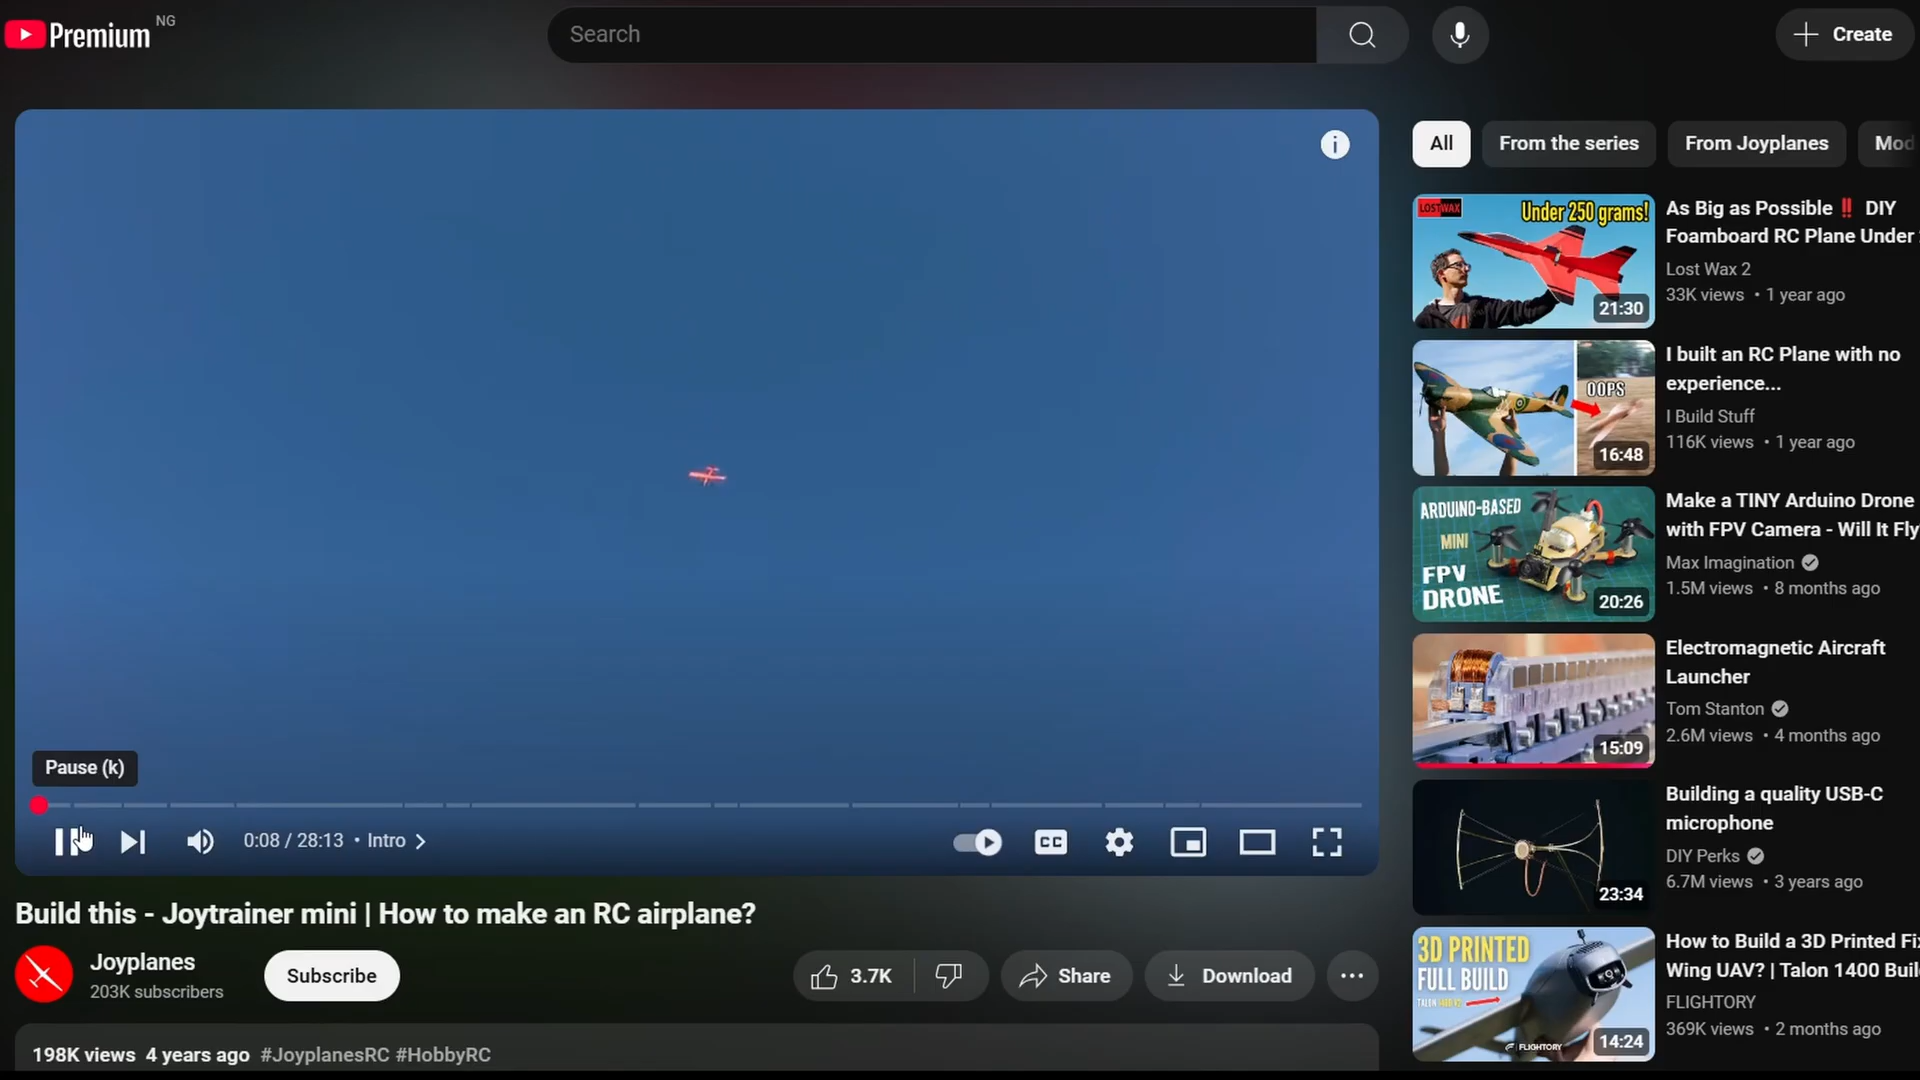 Premium NG
Search
Create
All
From the series
From Joyplanes
Mod
LOSTWAX
Under 250 grams!
21:30
As Big as Possible ‼ DIY
Foamboard RC Plane Under
Lost Wax 2
33K views • 1 year ago
OOPS
16:48
I built an RC Plane with no
experience...
I Build Stuff
116K views • 1 year ago
ARDUINO-BASED
MINI
FPV
DRONE
20:26
Make a TINY Arduino Drone
with FPV Camera - Will It Fly
Max Imagination
1.5M views • 8 months ago
15:09
Electromagnetic Aircraft
Launcher
Tom Stanton
2.6M views • 4 months ago
23:34
Building a quality USB-C
microphone
DIY Perks
6.7M views • 3 years ago
3D PRINTED
FULL BUILD
FLIGHTORY
14:24
How to Build a 3D Printed Fi
Wing UAV? | Talon 1400 Buil
FLIGHTORY
369K views • 2 months ago
Pause (k)
0:08 / 28:13 • Intro
CC
Build this - Joytrainer mini | How to make an RC airplane?
Joyplanes
203K subscribers
Subscribe
3.7K
Share
Download
198K views 4 years ago #JoyplanesRC #HobbyRC